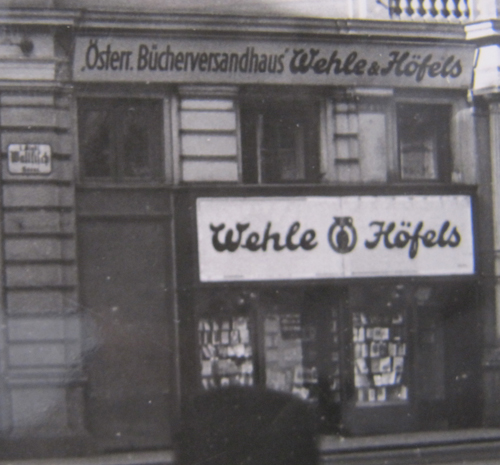 „Österr. Bücherversandhaus“ Wehle & Höfels
Wehle Höfels